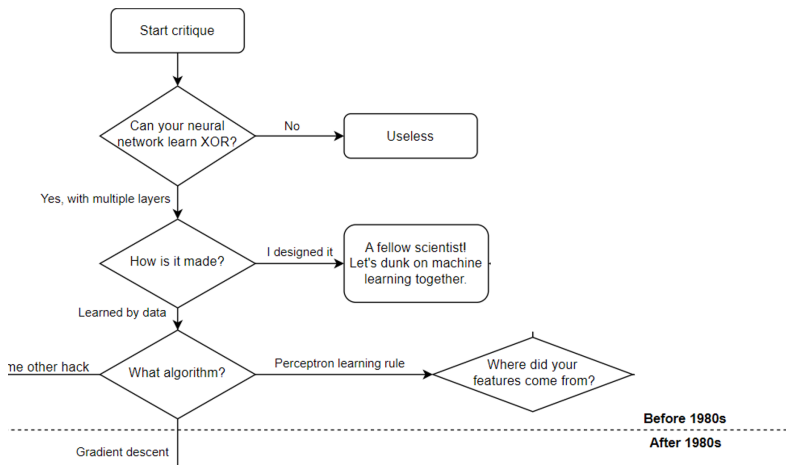 Start critique
Can your neural
network learn XOR?
No
Useless
Yes, with multiple layers
How is it made?
I designed it
A fellow scientist!
Let's dunk on machine
learning together.
Learned by data
other hack
What algorithm?
Perceptron learning rule
Where did your
features come from?
Before 1980s
After 1980s
Gradient descent